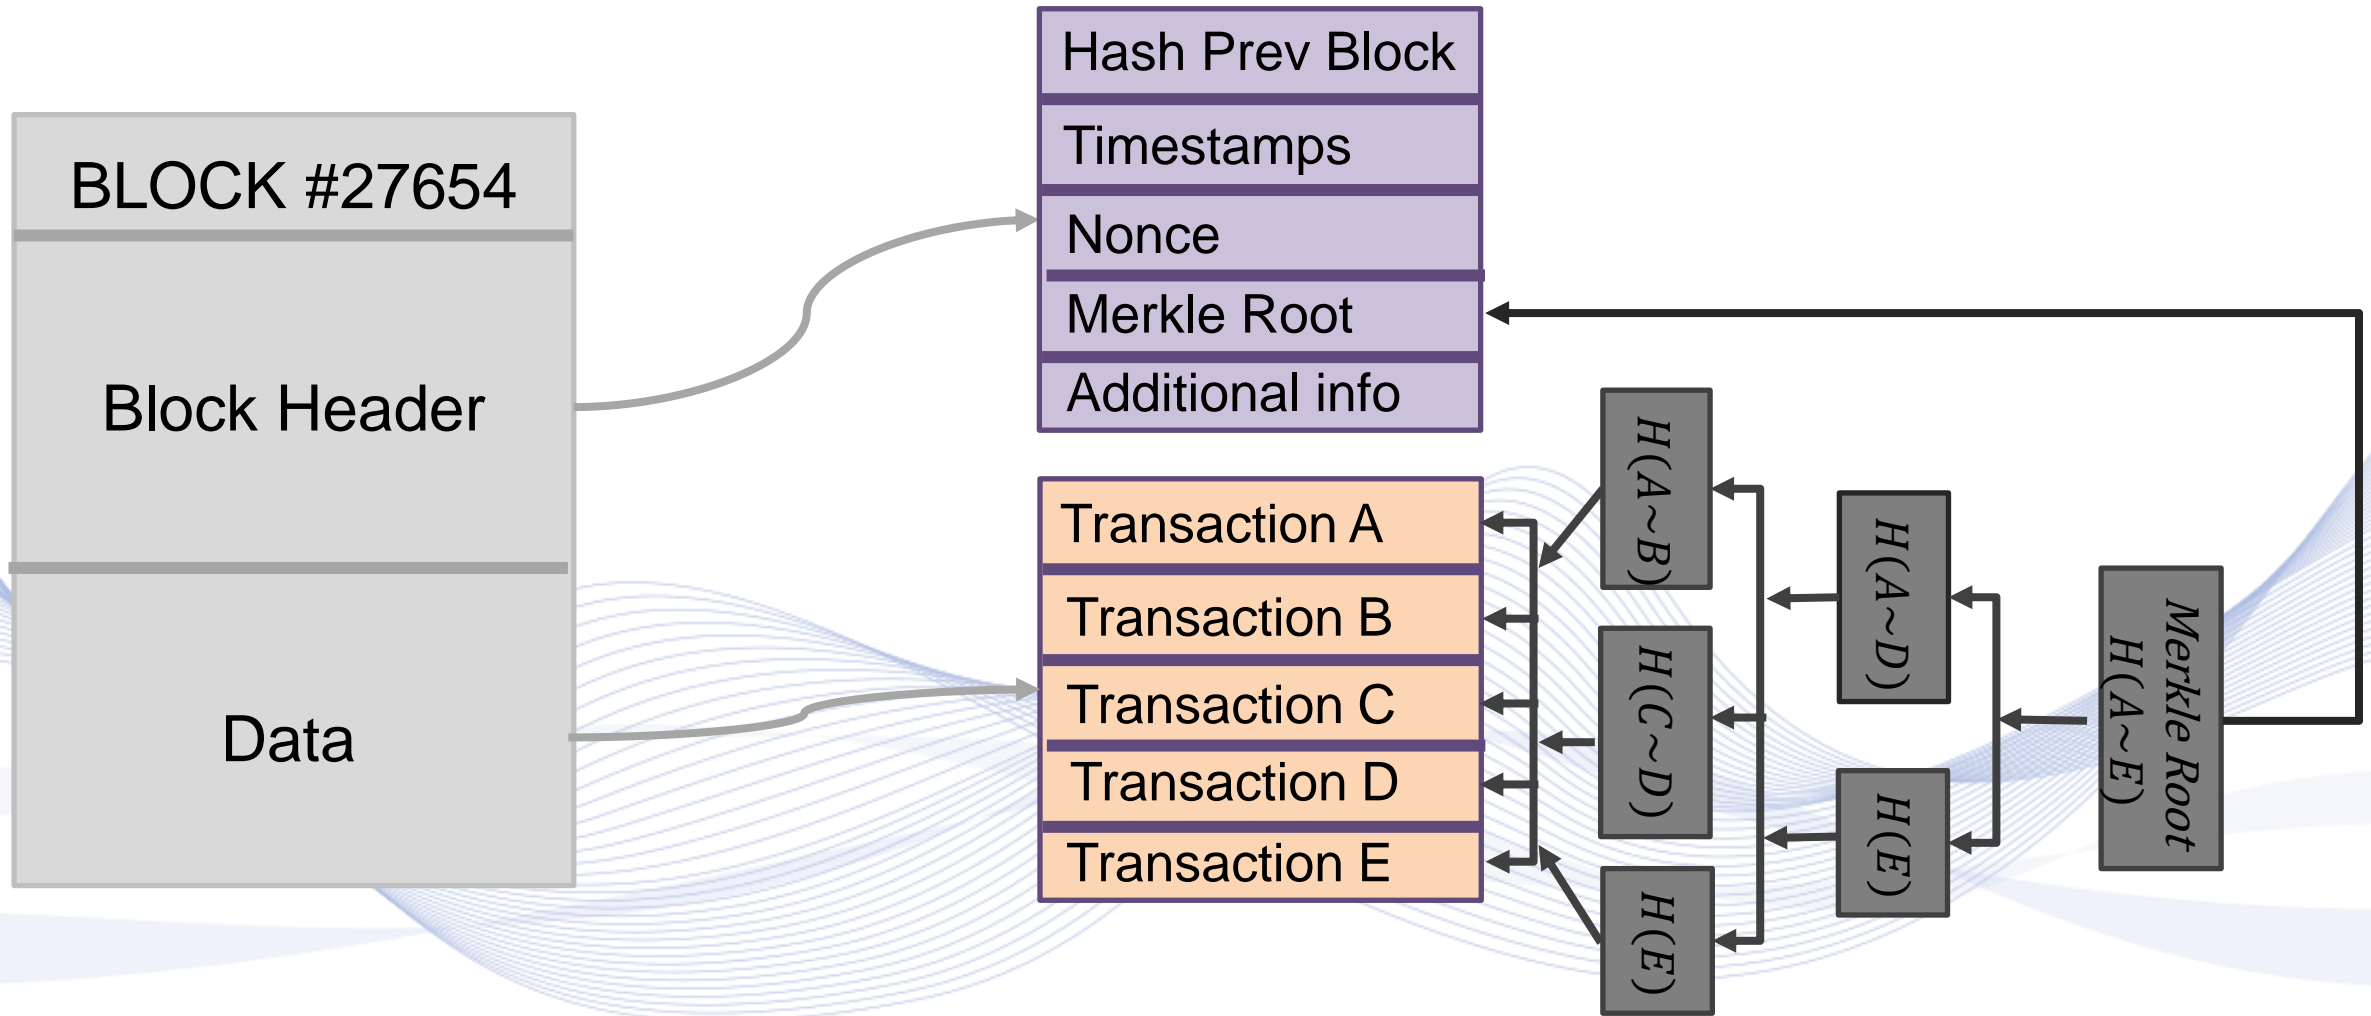 BLOCK #27654
Block Header
Data
Hash Prev Block
Timestamps
Nonce
Merkle Root
Additional info
Transaction A
Transaction B
Transaction C
Transaction D
Transaction E
H(A~B)
H(C~D)
H(E)
H(A~D)
H(E)
Merkle Root
H(A~E)